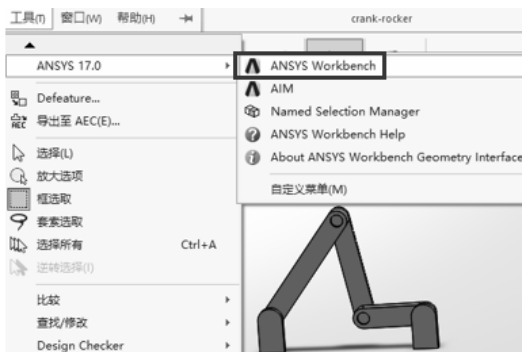 工具(T) 窗口(W) 帮助(H) crank-rocker
ANSYS 17.0
Defeature...
导出至 AEC(E)...
选择(L)
放大选项
框选取
套索选取
选择所有 Ctrl+A
逆转选择(I)
比较
查找/修改
Design Checker
ANSYS Workbench
AIM
Named Selection Manager
ANSYS Workbench Help
About ANSYS Workbench Geometry Interface
自定义菜单(M)